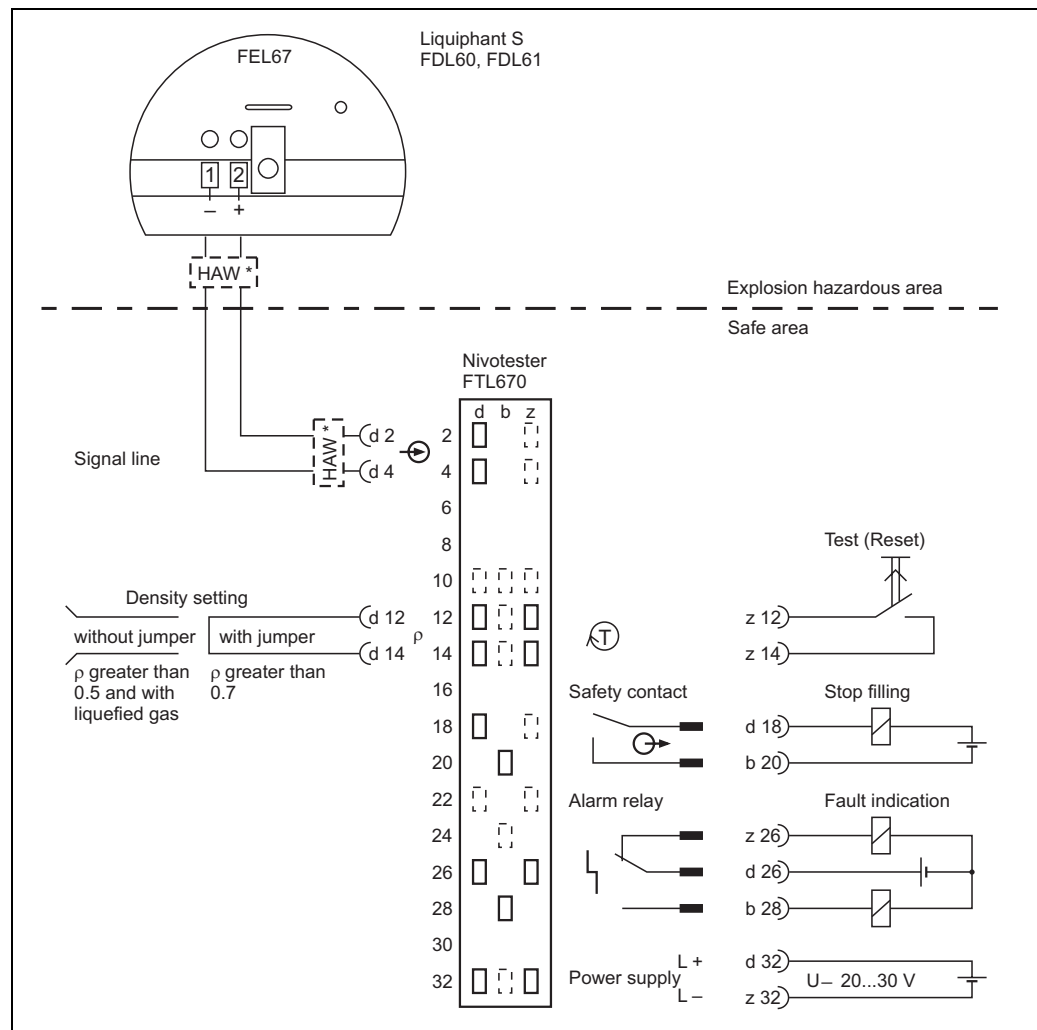 Liquiphant S
FDL60, FDL61
FEL67
1 2
– +
HAW *
Explosion hazardous area
Safe area
Nivotester
FTL670
d b z
Signal line
HAW *
d 2
d 4
2
4
6
8
10
12
14
16
18
20
22
24
26
28
30
32
Density setting
without jumper
with jumper
ρ greater than
0.5 and with
liquefied gas
ρ greater than
0.7
d 12
d 14
ρ
T
Test (Reset)
z 12
z 14
Safety contact
Stop filling
d 18
b 20
Alarm relay
Fault indication
z 26
d 26
b 28
Power supply
L +
L –
d 32
z 32
U– 20...30 V